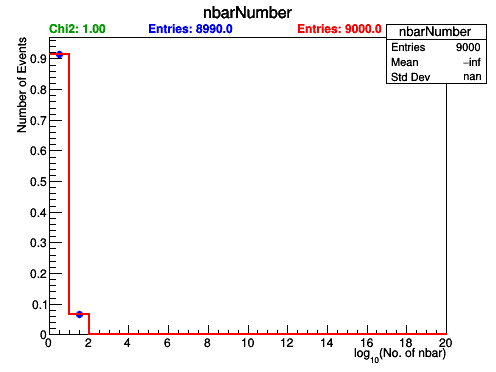 nbarNumber
Chi2: 1.00 Entries: 8990.0 Entries: 9000.0
nbarNumber
Entries 9000
Mean −inf
Std Dev nan
Number of Events
0.9
0.8
0.7
0.6
0.5
0.4
0.3
0.2
0.1
0
0 2 4 6 8 10 12 14 16 18 20
log10(No. of nbar)